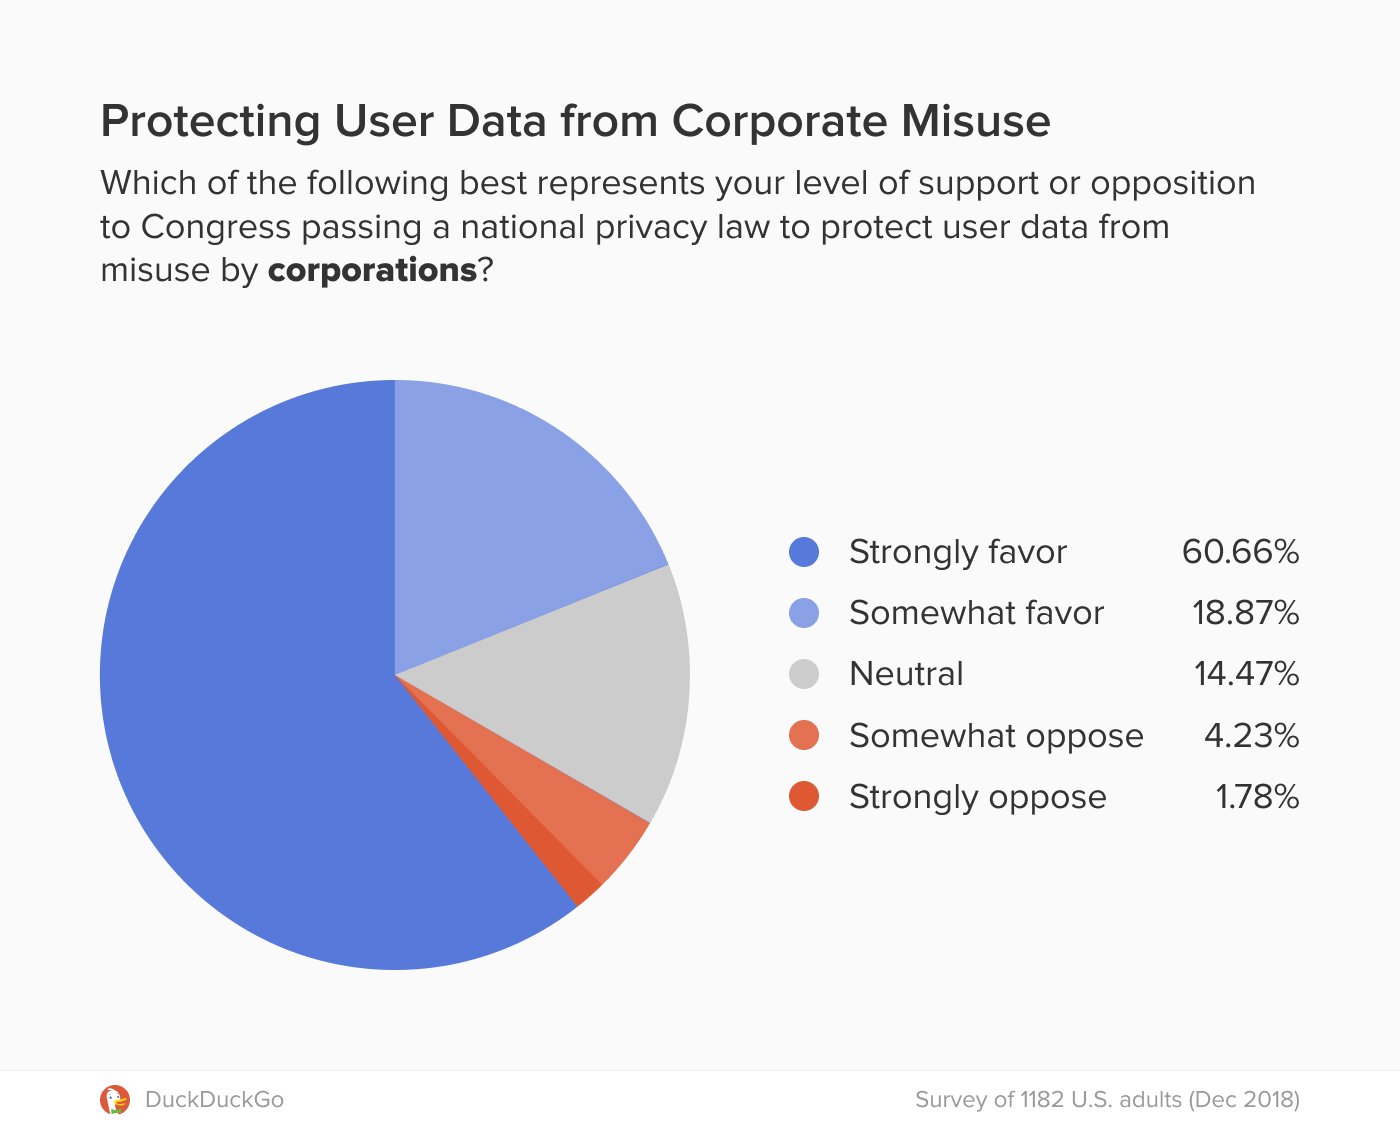 Protecting User Data from Corporate Misuse
Which of the following best represents your level of support or opposition
to Congress passing a national privacy law to protect user data from
misuse by corporations?
Strongly favor 60.66%
Somewhat favor 18.87%
Neutral 14.47%
Somewhat oppose 4.23%
Strongly oppose 1.78%
DuckDuckGo Survey of 1182 U.S. adults (Dec 2018)